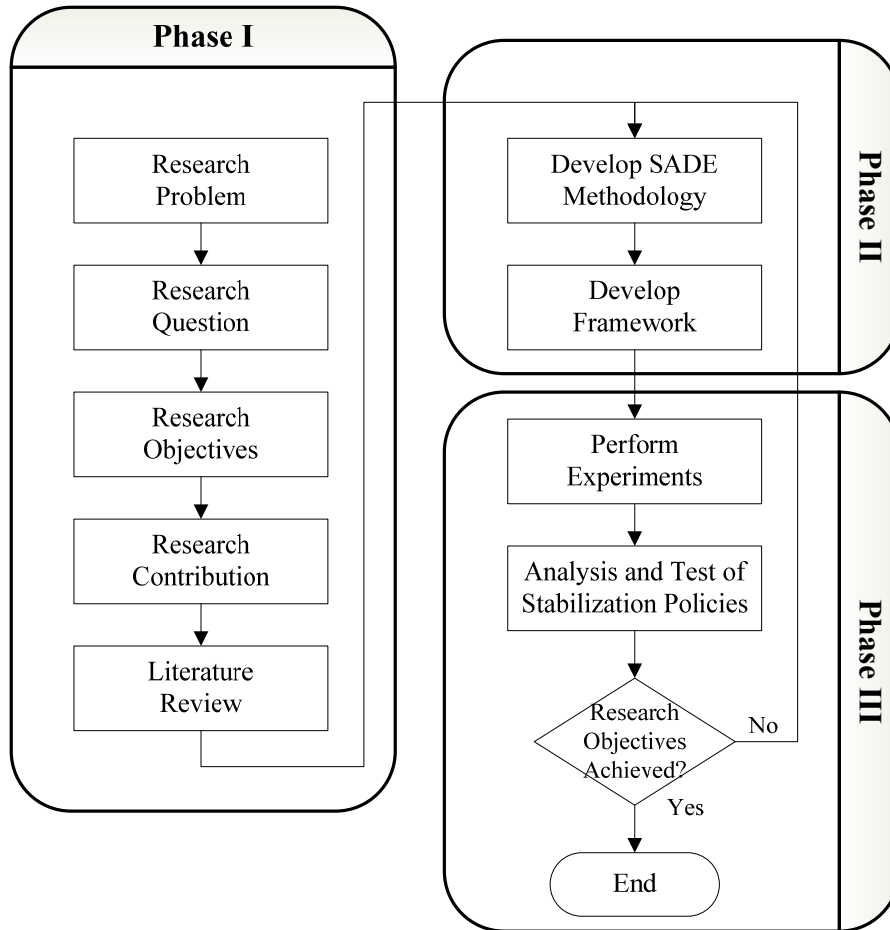 Phase I
Research
Problem
Research
Question
Research
Objectives
Research
Contribution
Literature
Review
Phase II
Develop SADE
Methodology
Develop
Framework
Phase III
Perform
Experiments
Analysis and Test of
Stabilization Policies
Research
Objectives
Achieved?
No
Yes
End